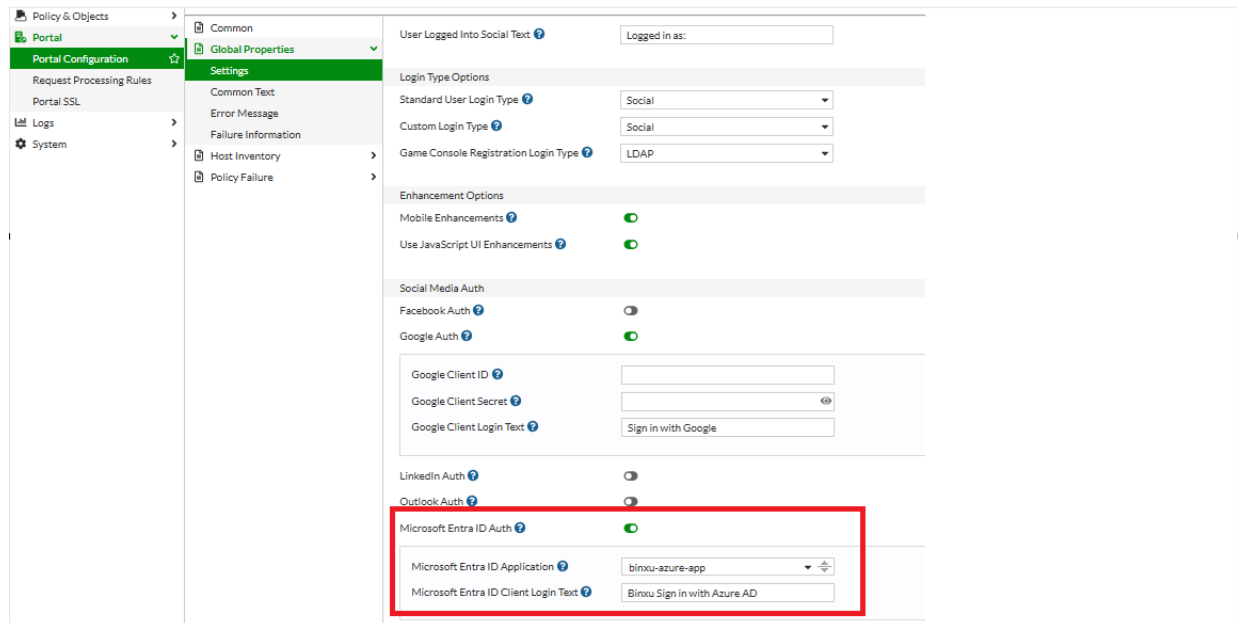 Policy & Objects
Portal
Portal Configuration
Request Processing Rules
Portal SSL
Logs
System
Common
Global Properties
Settings
Common Text
Error Message
Failure Information
Host Inventory
Policy Failure
User Logged Into Social Text
Logged in as:
Login Type Options
Standard User Login Type
Social
Custom Login Type
Social
Game Console Registration Login Type
LDAP
Enhancement Options
Mobile Enhancements
Use JavaScript UI Enhancements
Social Media Auth
Facebook Auth
Google Auth
Google Client ID
Google Client Secret
Google Client Login Text
Sign in with Google
LinkedIn Auth
Outlook Auth
Microsoft Entra ID Auth
Microsoft Entra ID Application
binxu-azure-app
Microsoft Entra ID Client Login Text
Binxu Sign in with Azure AD